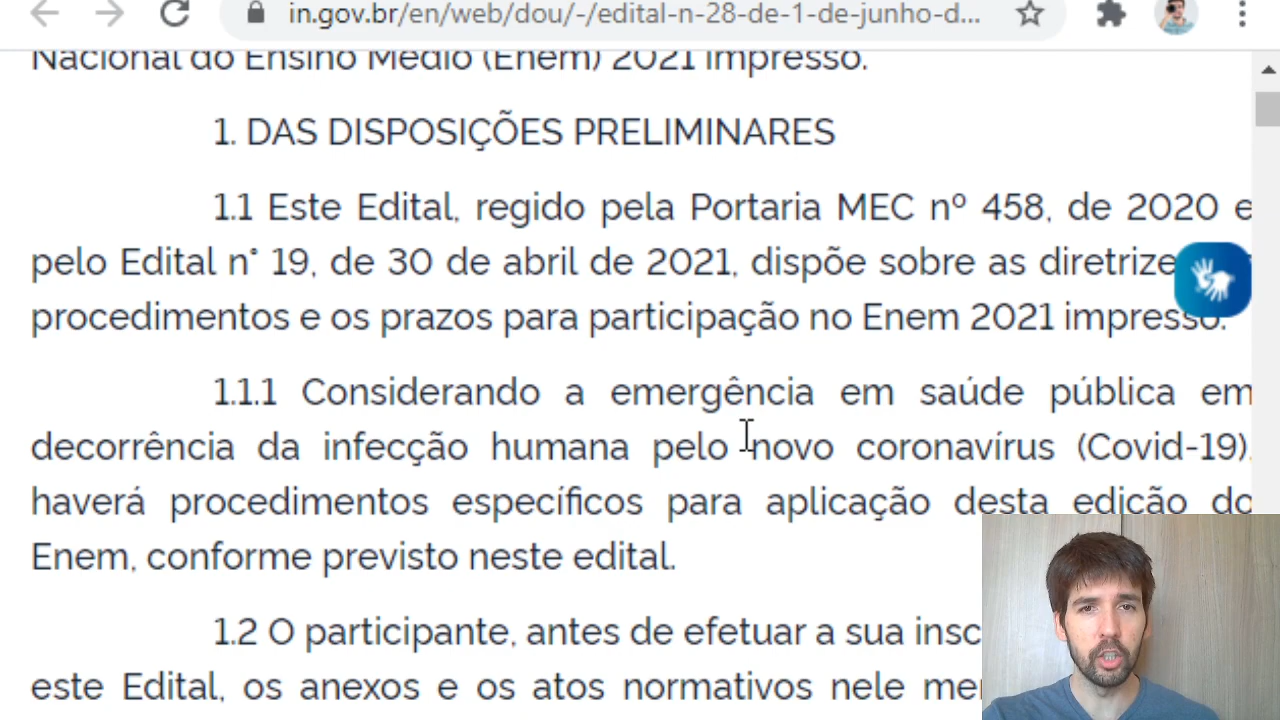 in.gov.br/en/web/dou/-/edital-n-28-de-1-de-junho-d...
Nacional do Ensino Médio (Enem) 2021 impresso.
1. DAS DISPOSIÇÕES PRELIMINARES
1.1 Este Edital, regido pela Portaria MEC nº 458, de 2020 e
pelo Edital n° 19, de 30 de abril de 2021, dispõe sobre as diretrize
procedimentos e os prazos para participação no Enem 2021 impresso.
1.1.1 Considerando a emergência em saúde pública em
decorrência da infecção humana pelo novo coronavírus (Covid-19),
haverá procedimentos específicos para aplicação desta edição do
Enem, conforme previsto neste edital.
1.2 O participante, antes de efetuar a sua insc
este Edital, os anexos e os atos normativos nele me